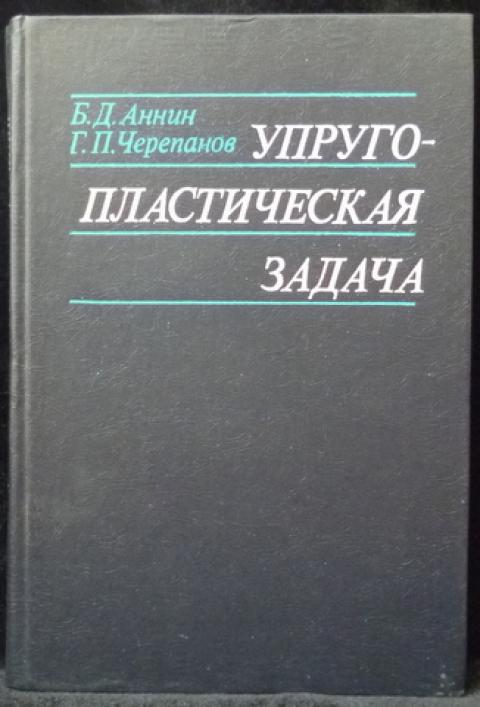 Б. Д. Аннин
Г. П. Черепанов
УПРУГО-
ПЛАСТИЧЕСКАЯ
ЗАДАЧА